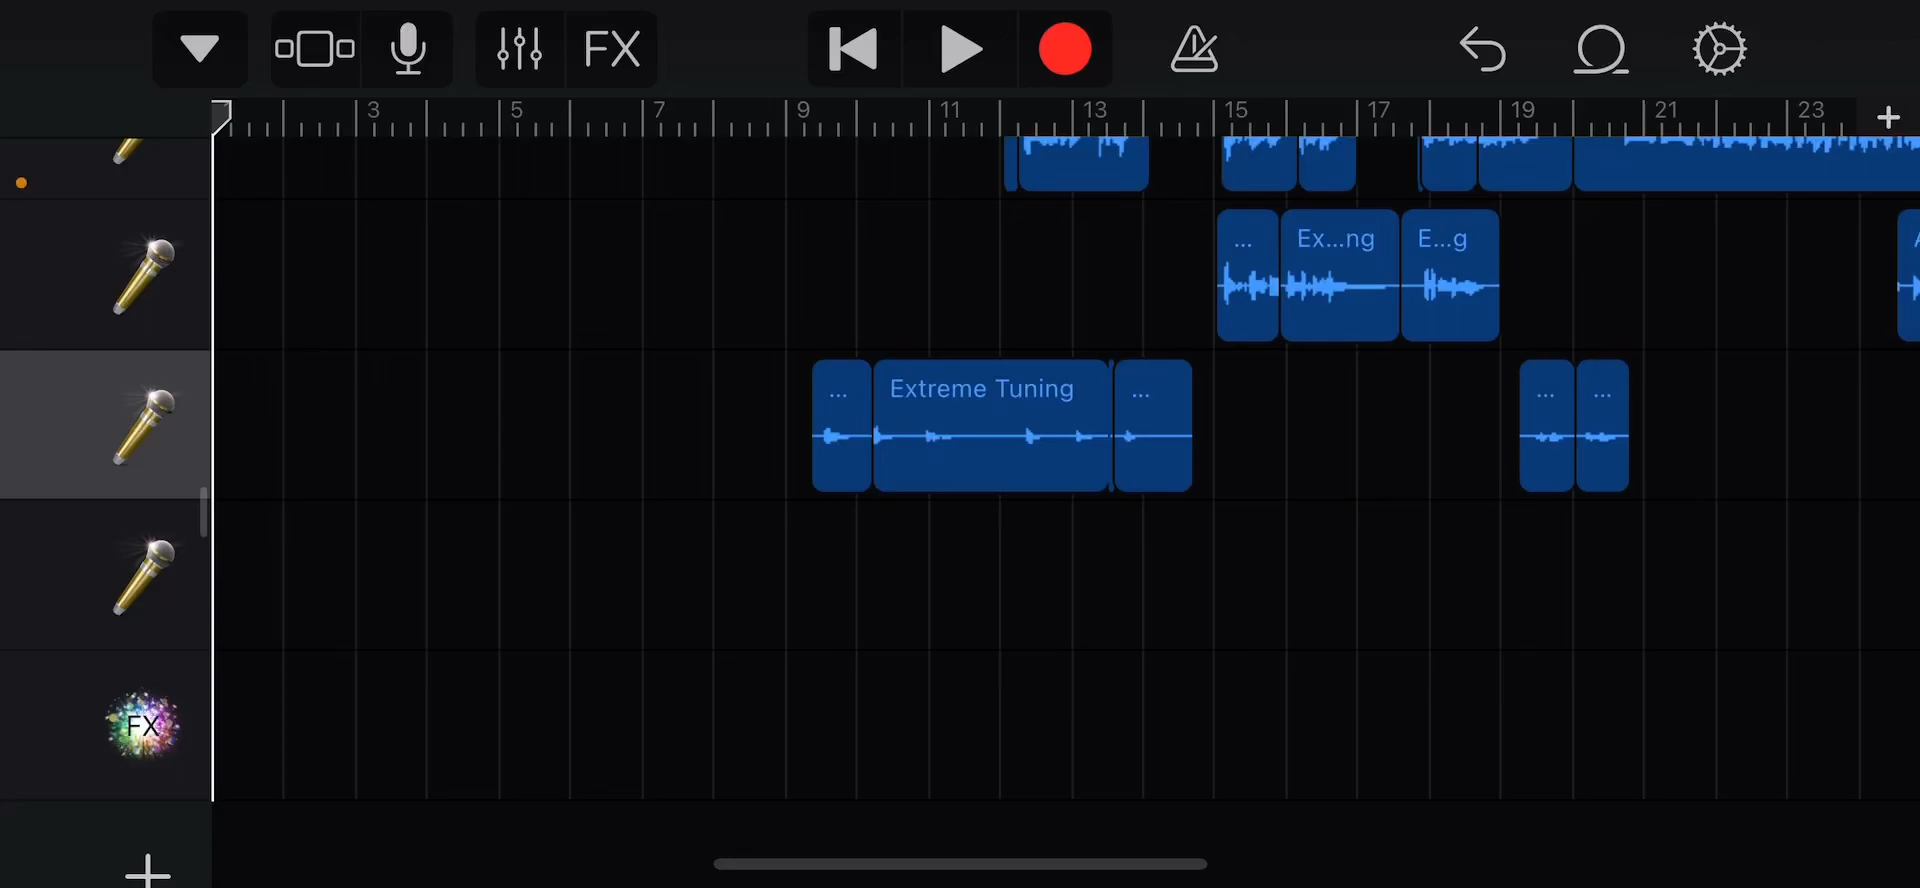 FX
3 5 7 9 11 13 15 17 19 21 23
... Ex...ng E...g
... Extreme Tuning ... ... ...
FX